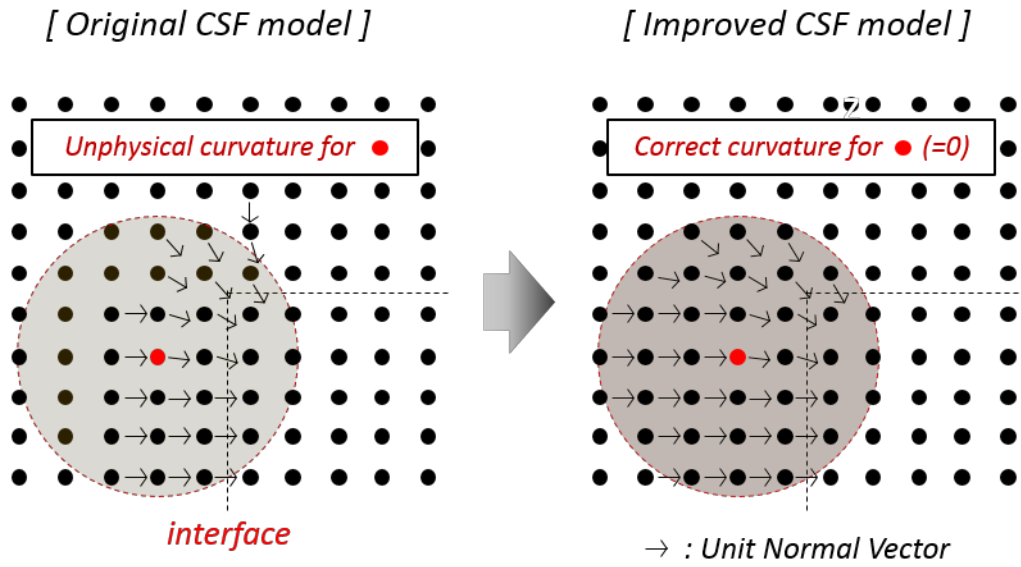 [ Original CSF model ]
[ Improved CSF model ]
Unphysical curvature for
Correct curvature for (=0)
Z
interface
→ : Unit Normal Vector